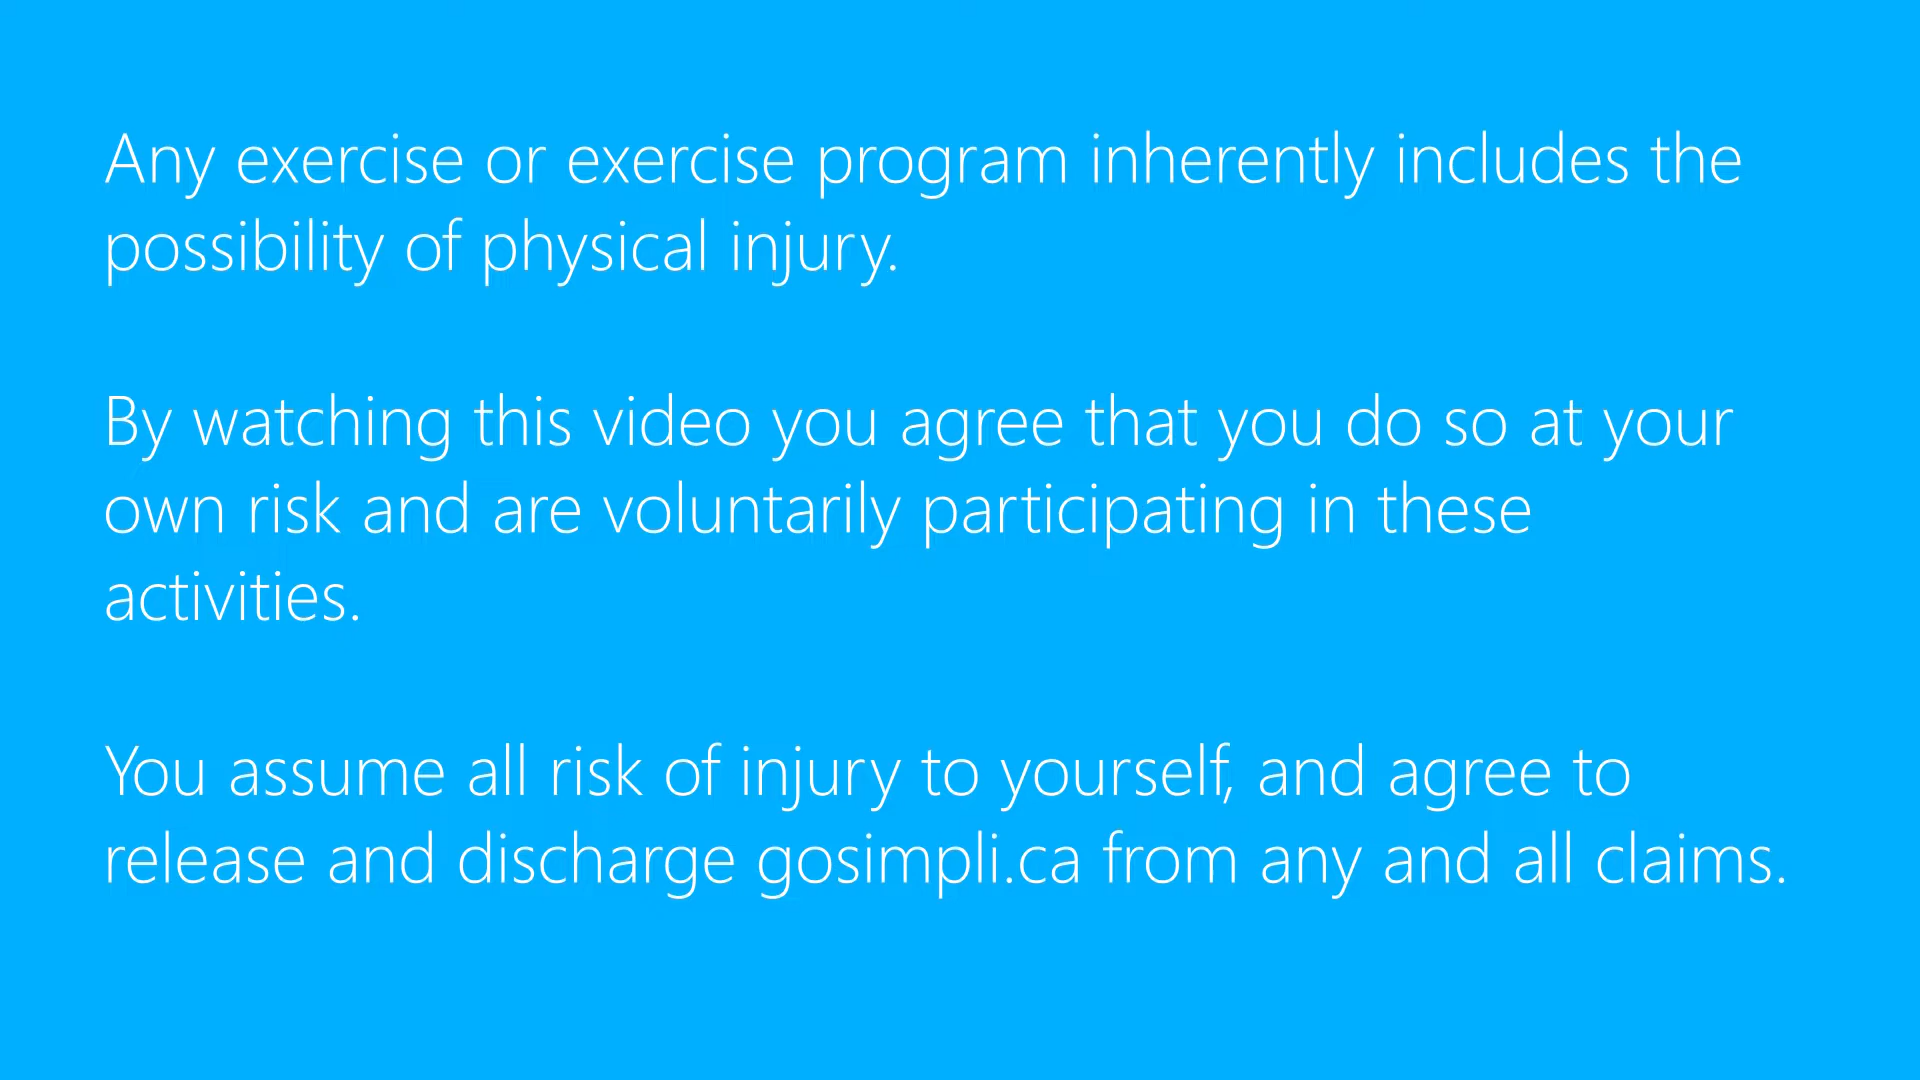 Any exercise or exercise program inherently includes the
possibility of physical injury.
By watching this video you agree that you do so at your
own risk and are voluntarily participating in these
activities.
You assume all risk of injury to yourself, and agree to
release and discharge gosimpli.ca from any and all claims.